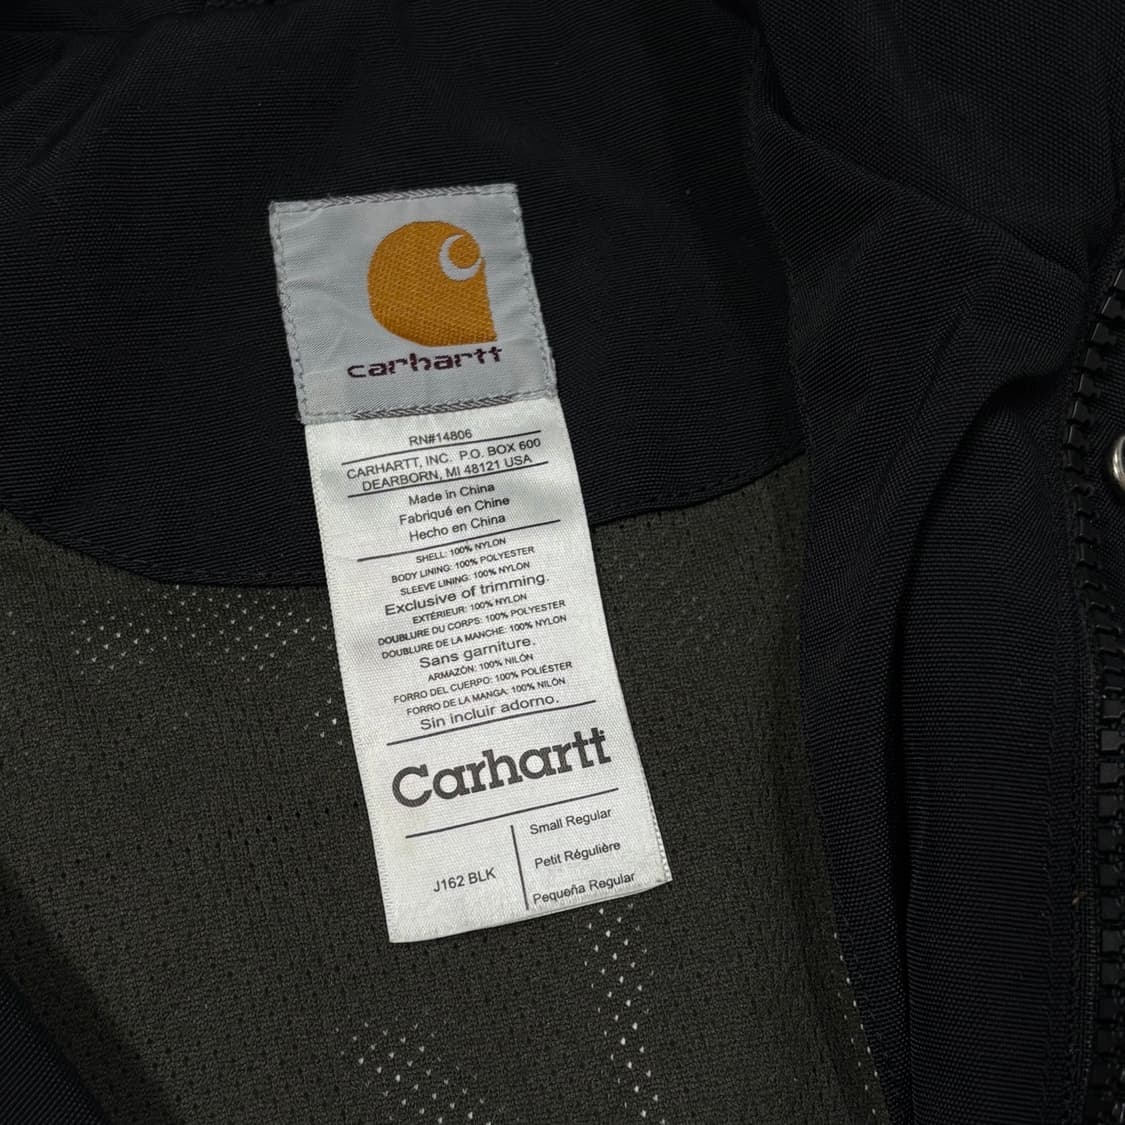 carhartt
RN#14806
CARHARTT, INC. P.O. BOX 600
DEARBORN, MI 48121 USA
Made in China
Fabriqué en Chine
Hecho en China
SHELL: 100% NYLON
BODY LINING: 100% POLYESTER
SLEEVE LINING: 100% NYLON
Exclusive of trimming.
EXTÉRIEUR: 100% NYLON
DOUBLURE DU CORPS: 100% POLYESTER
DOUBLURE DE LA MANCHE: 100% NYLON
Sans garniture.
ARMAZÓN: 100% NILÓN
FORRO DEL CUERPO: 100% POLIÉSTER
FORRO DE LA MANGA: 100% NILÓN
Sin incluir adorno.
Carhartt
J162 BLK
Small Regular
Petit Régulière
Pequeña Regular